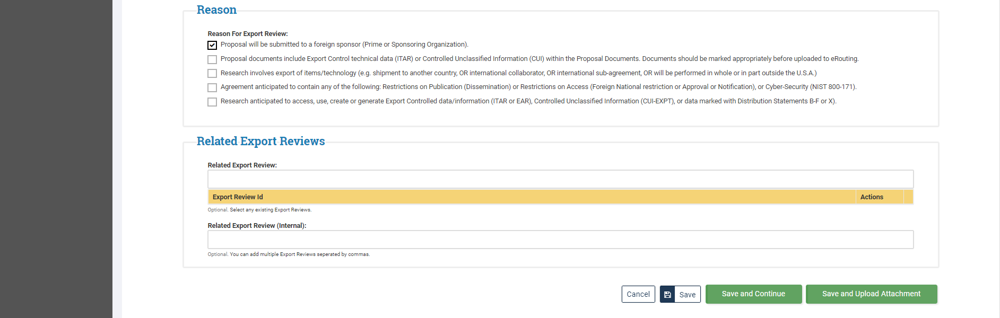 Reason
Reason For Export Review:
Proposal will be submitted to a foreign sponsor (Prime or Sponsoring Organization).
Proposal documents include Export Control technical data (ITAR) or Controlled Unclassified Information (CUI) within the Proposal Documents. Documents should be marked appropriately before uploaded to eRouting.
Research involves export of items/technology (e.g. shipment to another country, OR international collaborator, OR international sub-agreement, OR will be performed in whole or in part outside the U.S.A.)
Agreement anticipated to contain any of the following: Restrictions on Publication (Dissemination) or Restrictions on Access (Foreign National restriction or Approval or Notification), or Cyber-Security (NIST 800-171).
Research anticipated to access, use, create or generate Export Controlled data/information (ITAR or EAR), Controlled Unclassified Information (CUI-EXPT), or data marked with Distribution Statements B-F or X).
Related Export Reviews
Related Export Review:
Export Review Id Actions
Optional. Select any existing Export Reviews.
Related Export Review (Internal):
Optional. You can add multiple Export Reviews seperated by commas.
Cancel Save Save and Continue Save and Upload Attachment